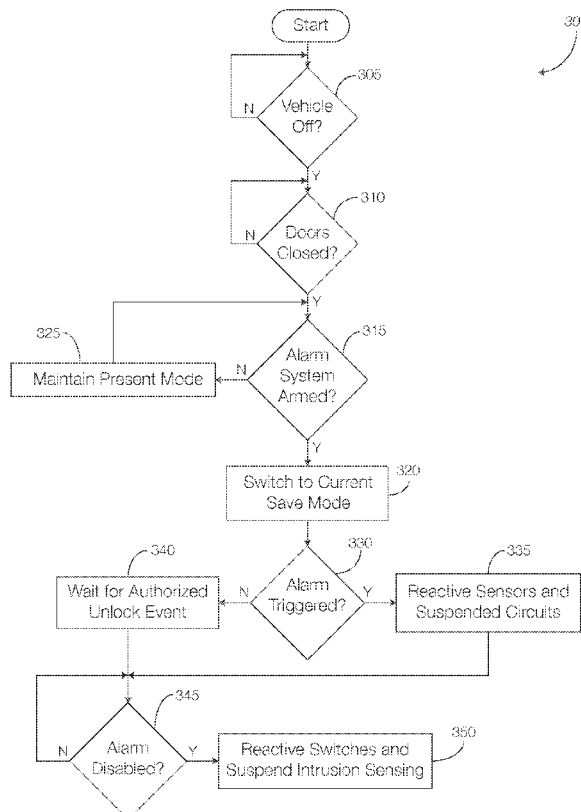 Start
30
305
Vehicle
Off?
N
Y
310
Doors
Closed?
N
Y
325
315
Maintain Present Mode
Alarm
System
Armed?
N
Y
320
Switch to Current
Save Mode
340
330
335
Wait for Authorized
Unlock Event
N
Alarm
Triggered?
Y
Reactive Sensors and
Suspended Circuits
345
350
N
Alarm
Disabled?
Y
Reactive Switches and
Suspend Intrusion Sensing